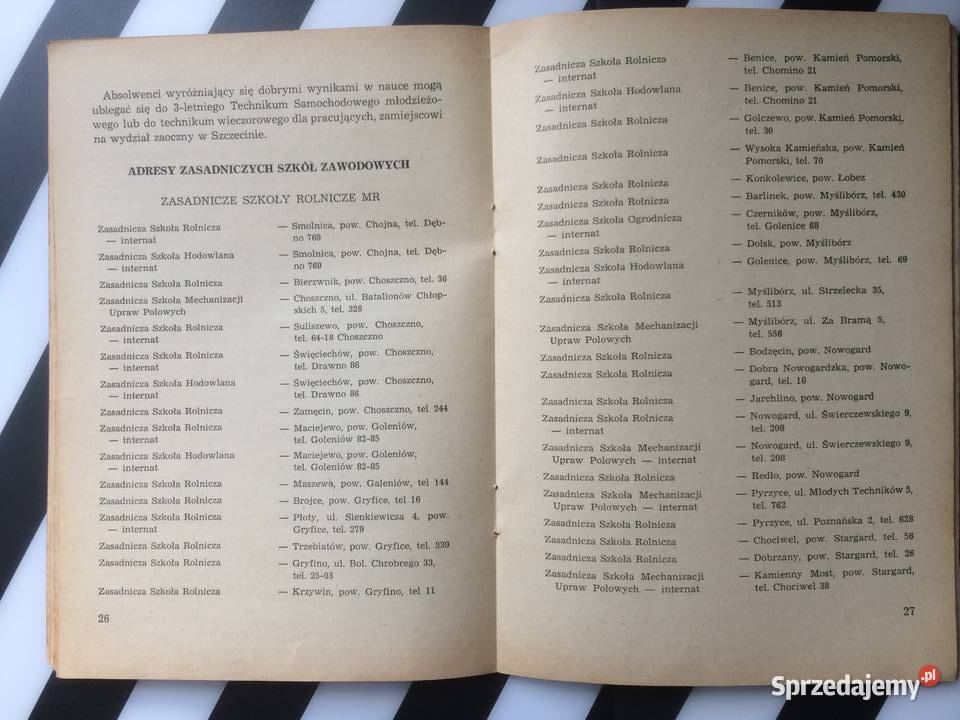 Absolwenci wyróżniający się dobrymi wynikami w nauce mogą
ubiegać się do 3-letniego Technikum Samochodowego młodzieżo-
wego lub do technikum wieczorowego dla pracujących, zamiejscowi
na wydział zaoczny w Szczecinie.
ADRESY ZASADNICZYCH SZKÓŁ ZAWODOWYCH
ZASADNICZE SZKOŁY ROLNICZE MR
Zasadnicza Szkoła Rolnicza — Smolnica, pow. Chojna, tel. Dęb-
— internat no 769
Zasadnicza Szkoła Hodowlana — Smolnica, pow. Chojna, tel. Dęb-
— internat no 769
Zasadnicza Szkoła Rolnicza — Bierzwnik, pow. Choszczno, tel. 36
Zasadnicza Szkoła Mechanizacji — Choszczno, ul. Batalionów Chłop-
Upraw Polowych skich 5, tel. 328
Zasadnicza Szkoła Rolnicza — Suliszewo, pow. Choszczno,
— internat tel. 64-18 Choszczno
Zasadnicza Szkoła Rolnicza — Święciechów, pow. Choszczno,
— internat tel. Drawno 86
Zasadnicza Szkoła Hodowlana — Święciechów, pow. Choszczno,
— internat tel. Drawno 86
Zasadnicza Szkoła Rolnicza — Zamęcin, pow. Choszczno, tel 244
Zasadnicza Szkoła Rolnicza — Maciejewo, pow. Goleniów,
— internat tel. Goleniów 82-85
Zasadnicza Szkoła Hodowlana — Maciejewo, pow. Goleniów,
— internat tel. Goleniów 82-85
Zasadnicza Szkoła Rolnicza — Maszewo, pow. Galeniów, tel 144
Zasadnicza Szkoła Rolnicza — Brojce, pow. Gryfice, tel 16
Zasadnicza Szkoła Rolnicza — Płoty, ul. Sienkiewicza 4, pow.
— internat Gryfice, tel. 279
Zasadnicza Szkoła Rolnicza — Trzebiatów, pow. Gryfice, tel. 339
Zasadnicza Szkoła Rolnicza — Gryfino, ul. Bol. Chrobrego 33,
tel. 25-03
Zasadnicza Szkoła Rolnicza — Krzywin, pow. Gryfino, tel 11
26
Zasadnicza Szkoła Rolnicza — Benice, pow. Kamień Pomorski,
— internat tel. Chomino 21
Zasadnicza Szkoła Hodowlana — Benice, pow. Kamień Pomorski,
— internat tel. Chomino 21
Zasadnicza Szkoła Rolnicza — Golczewo, pow. Kamień Pomorski,
tel. 30
Zasadnicza Szkoła Rolnicza — Wysoka Kamieńska, pow. Kamień
Pomorski, tel. 70
Zasadnicza Szkoła Rolnicza — Konkolewice, pow. Łobez
Zasadnicza Szkoła Rolnicza — Barlinek, pow. Myślibórz, tel. 430
Zasadnicza Szkoła Ogrodnicza — Czerników, pow. Myślibórz,
— internat tel. Golenice 68
Zasadnicza Szkoła Rolnicza — Dolsk, pow. Myślibórz
Zasadnicza Szkoła Hodowlana — Golenice, pow. Myślibórz, tel. 69
— internat
Zasadnicza Szkoła Rolnicza — Myślibórz, ul. Strzelecka 35,
tel. 513
Zasadnicza Szkoła Mechanizacji — Myślibórz, ul. Za Bramą 5,
Upraw Polowych tel. 556
Zasadnicza Szkoła Rolnicza — Bodzęcin, pow. Nowogard
Zasadnicza Szkoła Rolnicza — Dobra Nowogardzka, pow. Nowo-
gard, tel. 16
Zasadnicza Szkoła Rolnicza — Jarchlino, pow. Nowogard
Zasadnicza Szkoła Rolnicza — Nowogard, ul. Świerczewskiego 9,
— internat tel. 208
Zasadnicza Szkoła Mechanizacji — Nowogard, ul. Świerczewskiego 9,
Upraw Polowych — internat tel. 208
Zasadnicza Szkoła Rolnicza — Redło, pow. Nowogard
Zasadnicza Szkoła Mechanizacji — Pyrzyce, ul. Młodych Techników 5,
Upraw Polowych — internat tel. 762
Zasadnicza Szkoła Rolnicza — Pyrzyce, ul. Poznańska 2, tel. 628
Zasadnicza Szkoła Rolnicza — Chociwel, pow. Stargard, tel. 56
Zasadnicza Szkoła Rolnicza — Dobrzany, pow. Stargard, tel. 26
Zasadnicza Szkoła Mechanizacji — Kamienny Most, pow. Stargard,
Upraw Polowych — internat tel. Chociwel 38
27
Sprzedajemy.pl